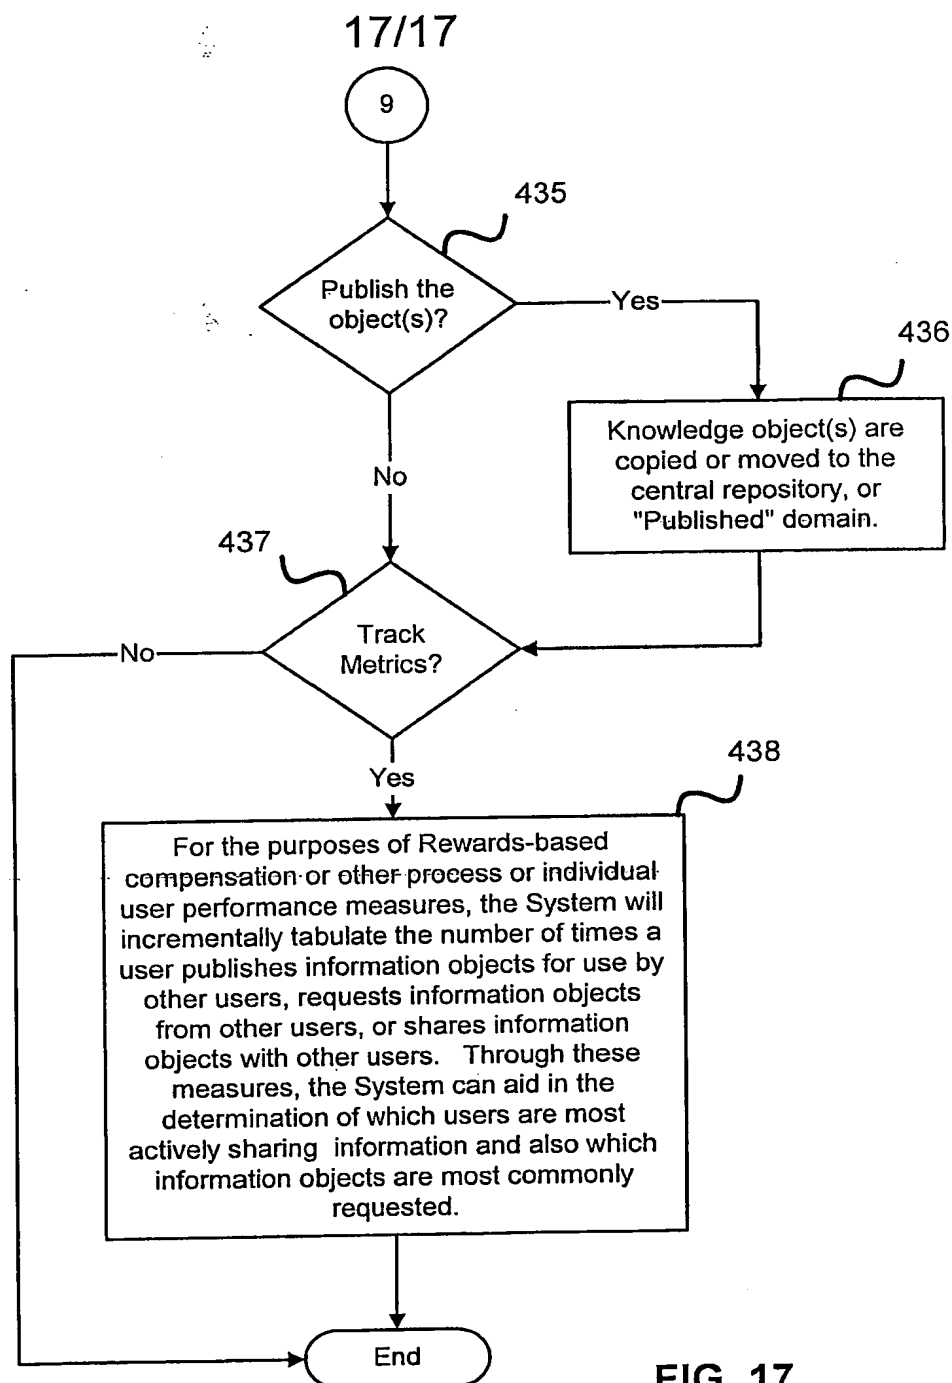 17/17
9
435
Publish the
object(s)?
Yes
436
Knowledge object(s) are
copied or moved to the
central repository, or
"Published" domain.
No
437
Track
Metrics?
No
Yes
438
For the purposes of Rewards-based
compensation or other process or individual
user performance measures, the System will
incrementally tabulate the number of times a
user publishes information objects for use by
other users, requests information objects
from other users, or shares information
objects with other users. Through these
measures, the System can aid in the
determination of which users are most
actively sharing information and also which
information objects are most commonly
requested.
End
FIG. 17